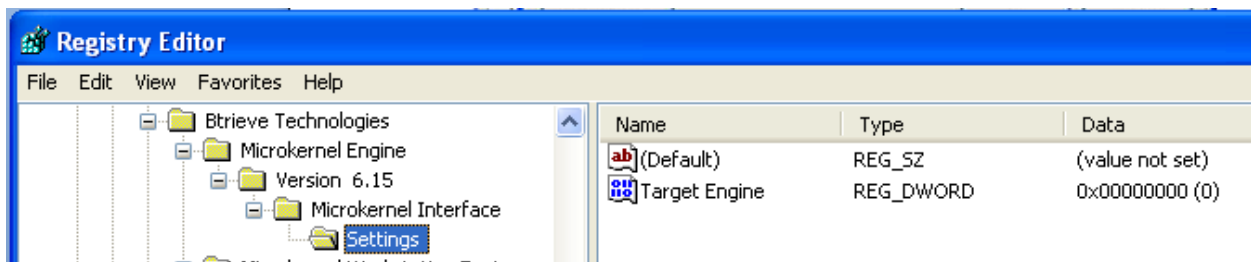 Registry Editor
File Edit View Favorites Help
Btrieve Technologies
Microkernel Engine
Version 6.15
Microkernel Interface
Settings
Name Type Data
(Default) REG_SZ (value not set)
Target Engine REG_DWORD 0x00000000 (0)